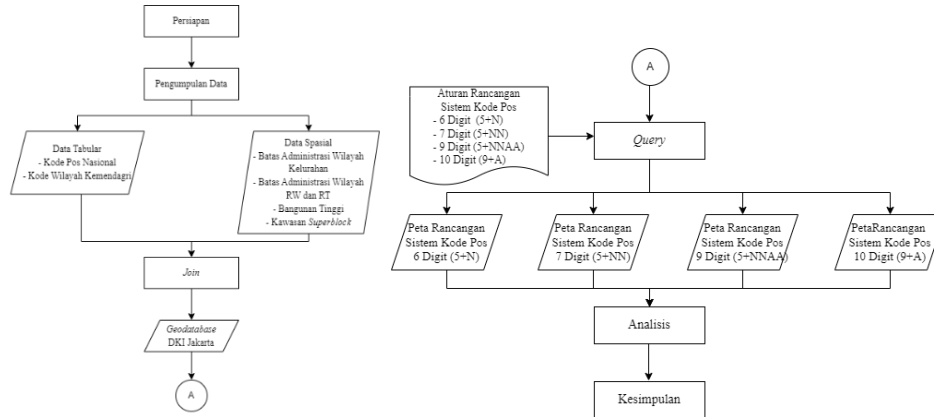 Persiapan
Pengumpulan Data
Data Tabular
- Kode Pos Nasional
- Kode Wilayah Kemendagri
Data Spasial
- Batas Administrasi Wilayah
Kelurahan
- Batas Administrasi Wilayah
RW dan RT
- Bangunan Tinggi
- Kawasan Superblock
Join
Geodatabase
DKI Jakarta
A
A
Aturan Rancangan
Sistem Kode Pos
- 6 Digit (5+N)
- 7 Digit (5+NN)
- 9 Digit (5+NNAA)
- 10 Digit (9+A)
Query
Peta Rancangan
Sistem Kode Pos
6 Digit (5+N)
Peta Rancangan
Sistem Kode Pos
7 Digit (5+NN)
Peta Rancangan
Sistem Kode Pos
9 Digit (5+NNAA)
PetaRancangan
Sistem Kode Pos
10 Digit (9+A)
Analisis
Kesimpulan